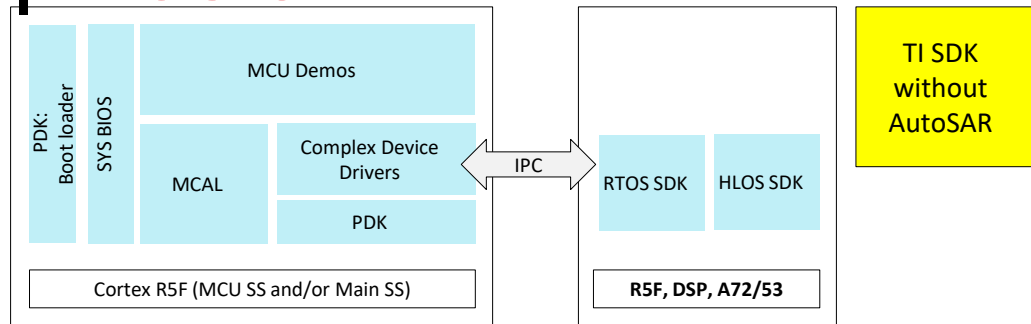 PDK:
Boot loader
SYS BIOS
MCU Demos
MCAL
Complex Device
Drivers
PDK
Cortex R5F (MCU SS and/or Main SS)
IPC
RTOS SDK
HLOS SDK
R5F, DSP, A72/53
TI SDK
without
AutoSAR